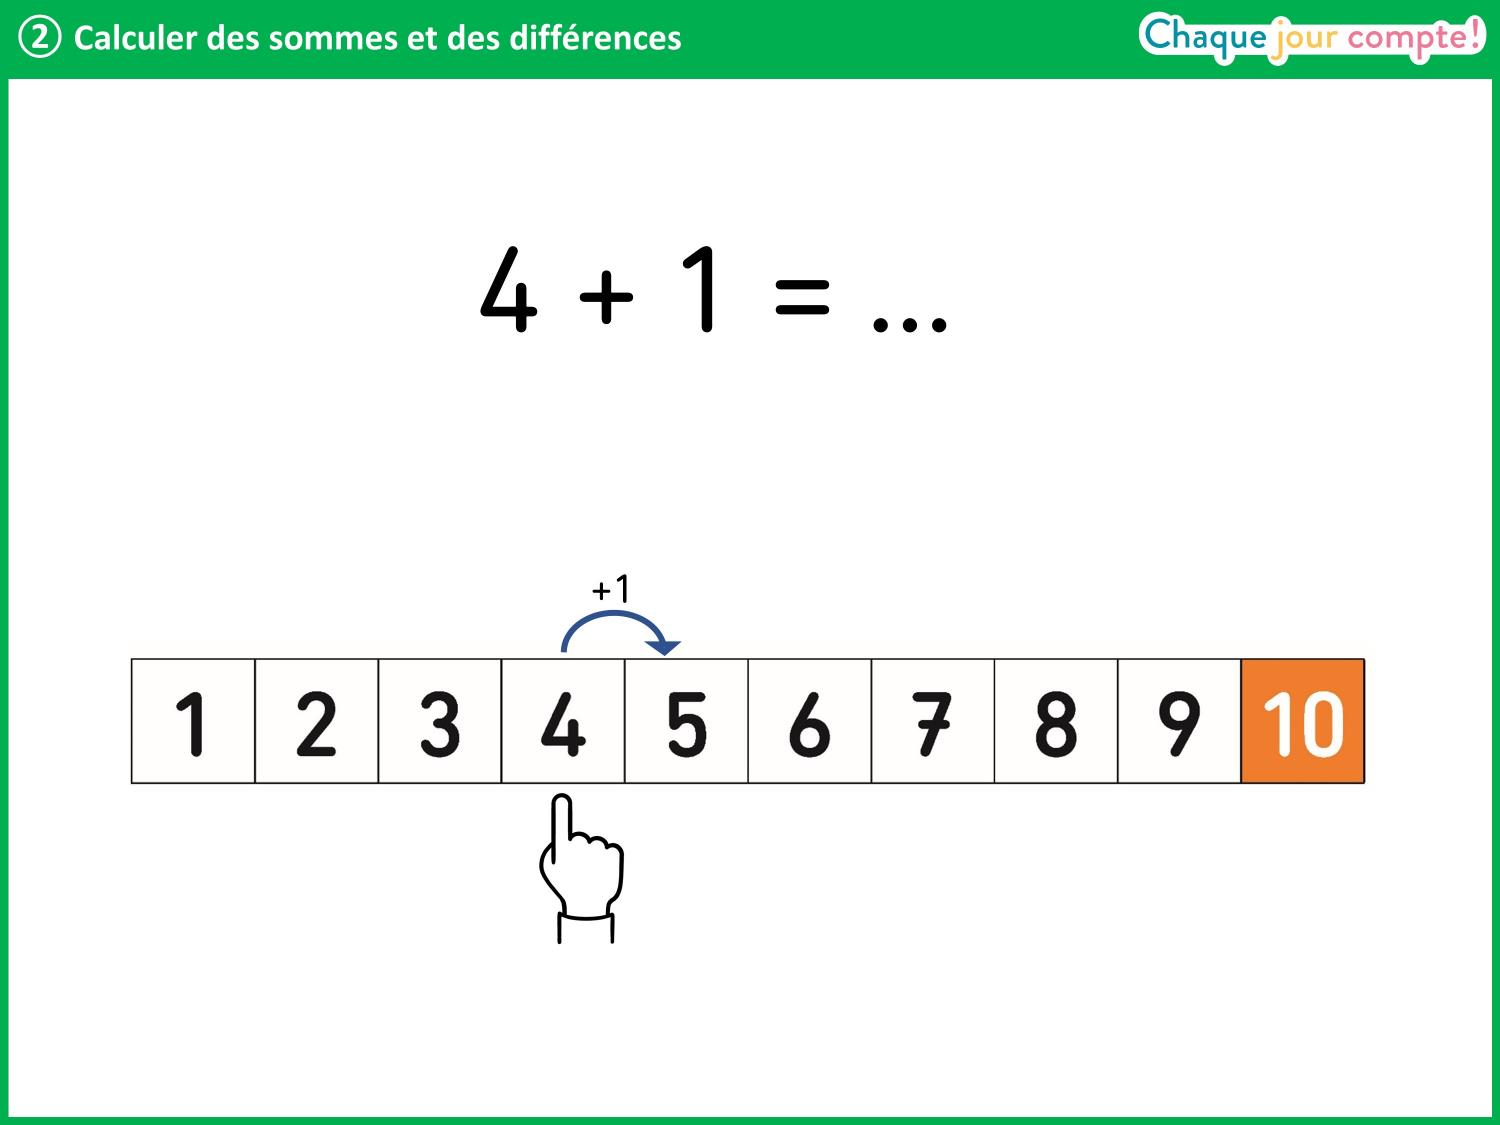 ② Calculer des sommes et des différences
Chaque jour compte!
4 + 1 = ...
+1
1 2 3 4 5 6 7 8 9 10